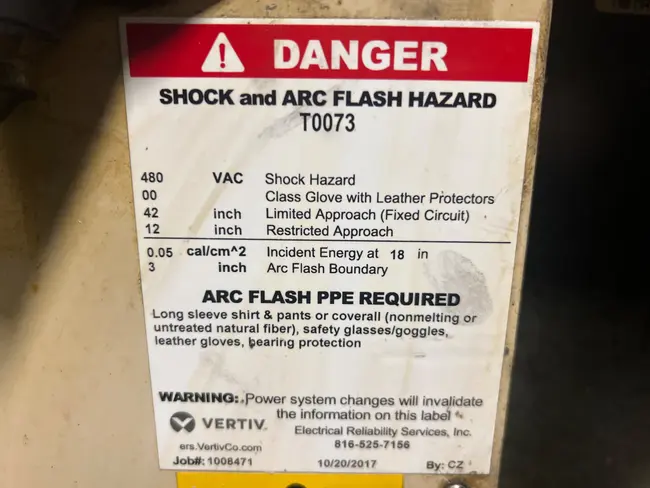 DANGER
SHOCK and ARC FLASH HAZARD
T0073
480 VAC Shock Hazard
00 Class Glove with Leather Protectors
42 inch Limited Approach (Fixed Circuit)
12 inch Restricted Approach
0.05 cal/cm^2 Incident Energy at 18 in
3 inch Arc Flash Boundary
ARC FLASH PPE REQUIRED
Long sleeve shirt & pants or coverall (nonmelting or
untreated natural fiber), safety glasses/goggles,
leather gloves, hearing protection
WARNING: Power system changes will invalidate
the information on this label
VERTIV Electrical Reliability Services, Inc.
ers.VertivCo.com 816-525-7156
Job#: 1008471 10/20/2017 By: CZ